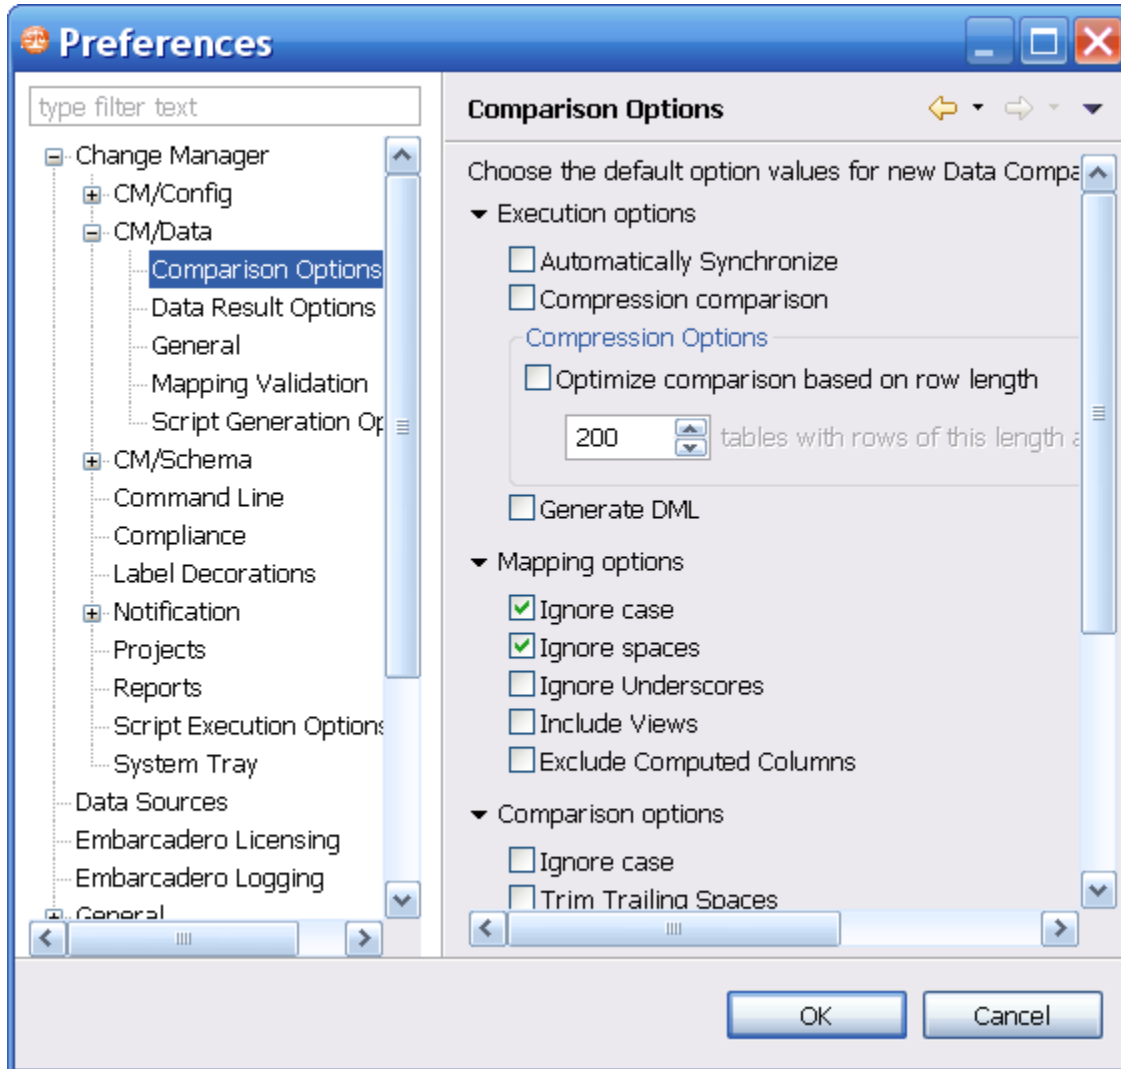 Preferences
type filter text
Change Manager
CM/Config
CM/Data
Comparison Options
Data Result Options
General
Mapping Validation
Script Generation Op
CM/Schema
Command Line
Compliance
Label Decorations
Notification
Projects
Reports
Script Execution Options
System Tray
Data Sources
Embarcadero Licensing
Embarcadero Logging
General
Comparison Options
Choose the default option values for new Data Compa
Execution options
Automatically Synchronize
Compression comparison
Compression Options
Optimize comparison based on row length
200 tables with rows of this length a
Generate DML
Mapping options
Ignore case
Ignore spaces
Ignore Underscores
Include Views
Exclude Computed Columns
Comparison options
Ignore case
Trim Trailing Spaces
OK Cancel